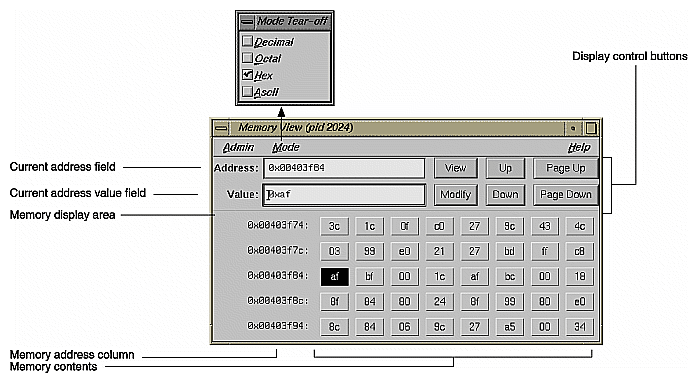 Mode Tear-off
Decimal
Octal
Hex
Ascii
Display control buttons
Memory View (pid 2024)
Admin Mode Help
Current address field
Address: 0x00403f84 View Up Page Up
Current address value field
Value: 0xaf Modify Down Page Down
Memory display area
0x00403f74: 3c 1c 0f c0 27 9c 43 4c
0x00403f7c: 03 99 e0 21 27 bd ff c8
0x00403f84: af bf 00 1c af bc 00 18
0x00403f8c: 8f 84 80 24 8f 99 80 e0
0x00403f94: 8c 84 06 9c 27 a5 00 34
Memory address column
Memory contents